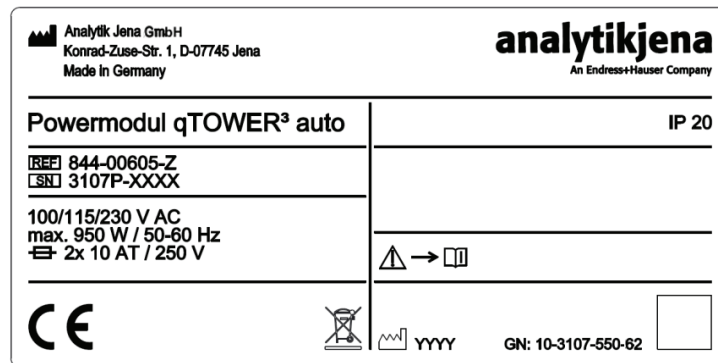 Analytik Jena GmbH
Konrad-Zuse-Str. 1, D-07745 Jena
Made in Germany
analytikjena
An Endress+Hauser Company
Powermodul qTOWER³ auto
IP 20
REF 844-00605-Z
SN 3107P-XXXX
100/115/230 V AC
max. 950 W / 50-60 Hz
2x 10 AT / 250 V
CE
YYYY
GN: 10-3107-550-62